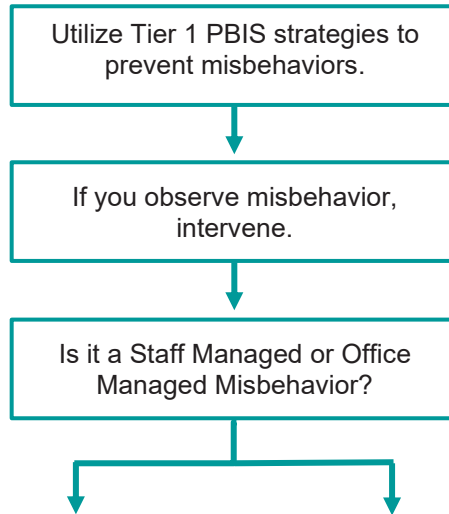 Utilize Tier 1 PBIS strategies to
prevent misbehaviors.
If you observe misbehavior,
intervene.
Is it a Staff Managed or Office
Managed Misbehavior?